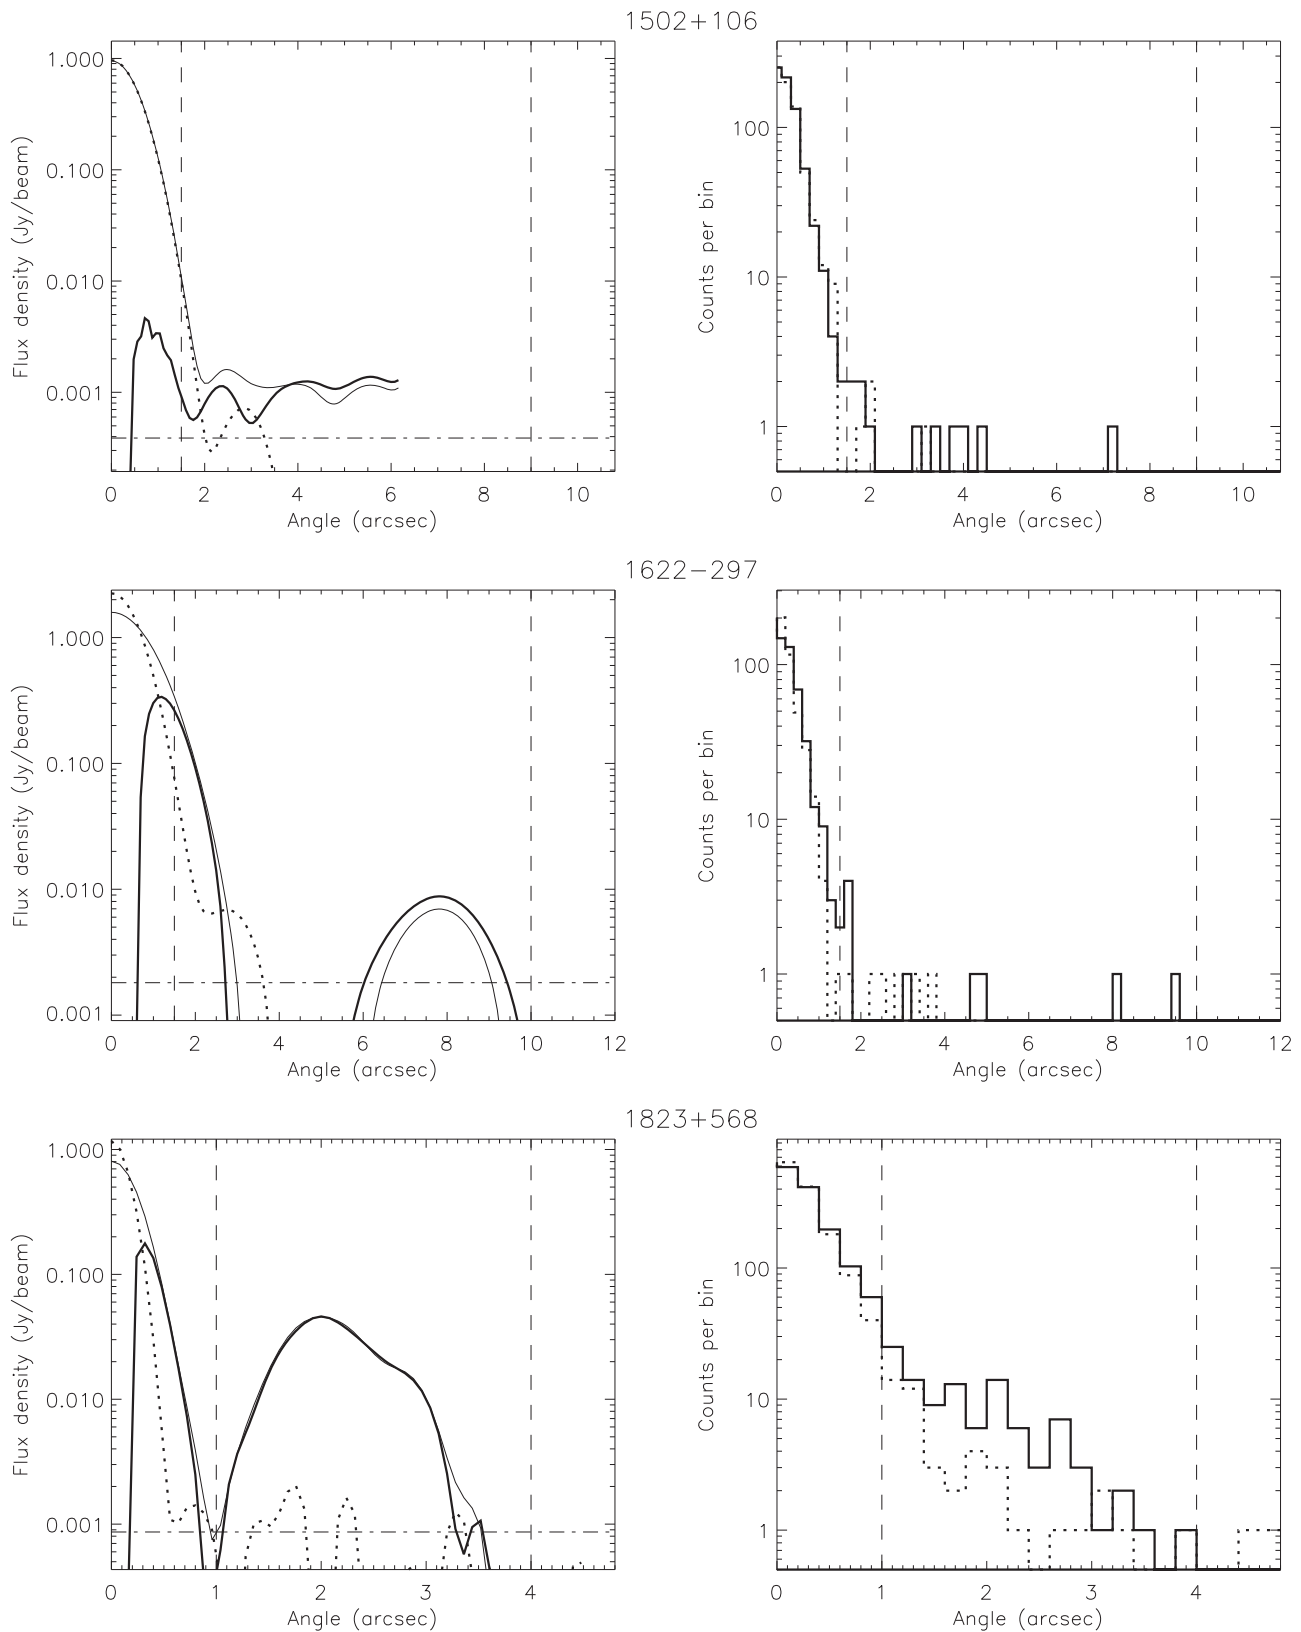 1502+106
1.000
0.100
0.010
0.001
Flux density (Jy/beam)
0 2 4 6 8 10
Angle (arcsec)
100
10
1
Counts per bin
0 2 4 6 8 10
Angle (arcsec)
1622−297
1.000
0.100
0.010
0.001
Flux density (Jy/beam)
0 2 4 6 8 10 12
Angle (arcsec)
100
10
1
Counts per bin
0 2 4 6 8 10 12
Angle (arcsec)
1823+568
1.000
0.100
0.010
0.001
Flux density (Jy/beam)
0 1 2 3 4
Angle (arcsec)
100
10
1
Counts per bin
0 1 2 3 4
Angle (arcsec)